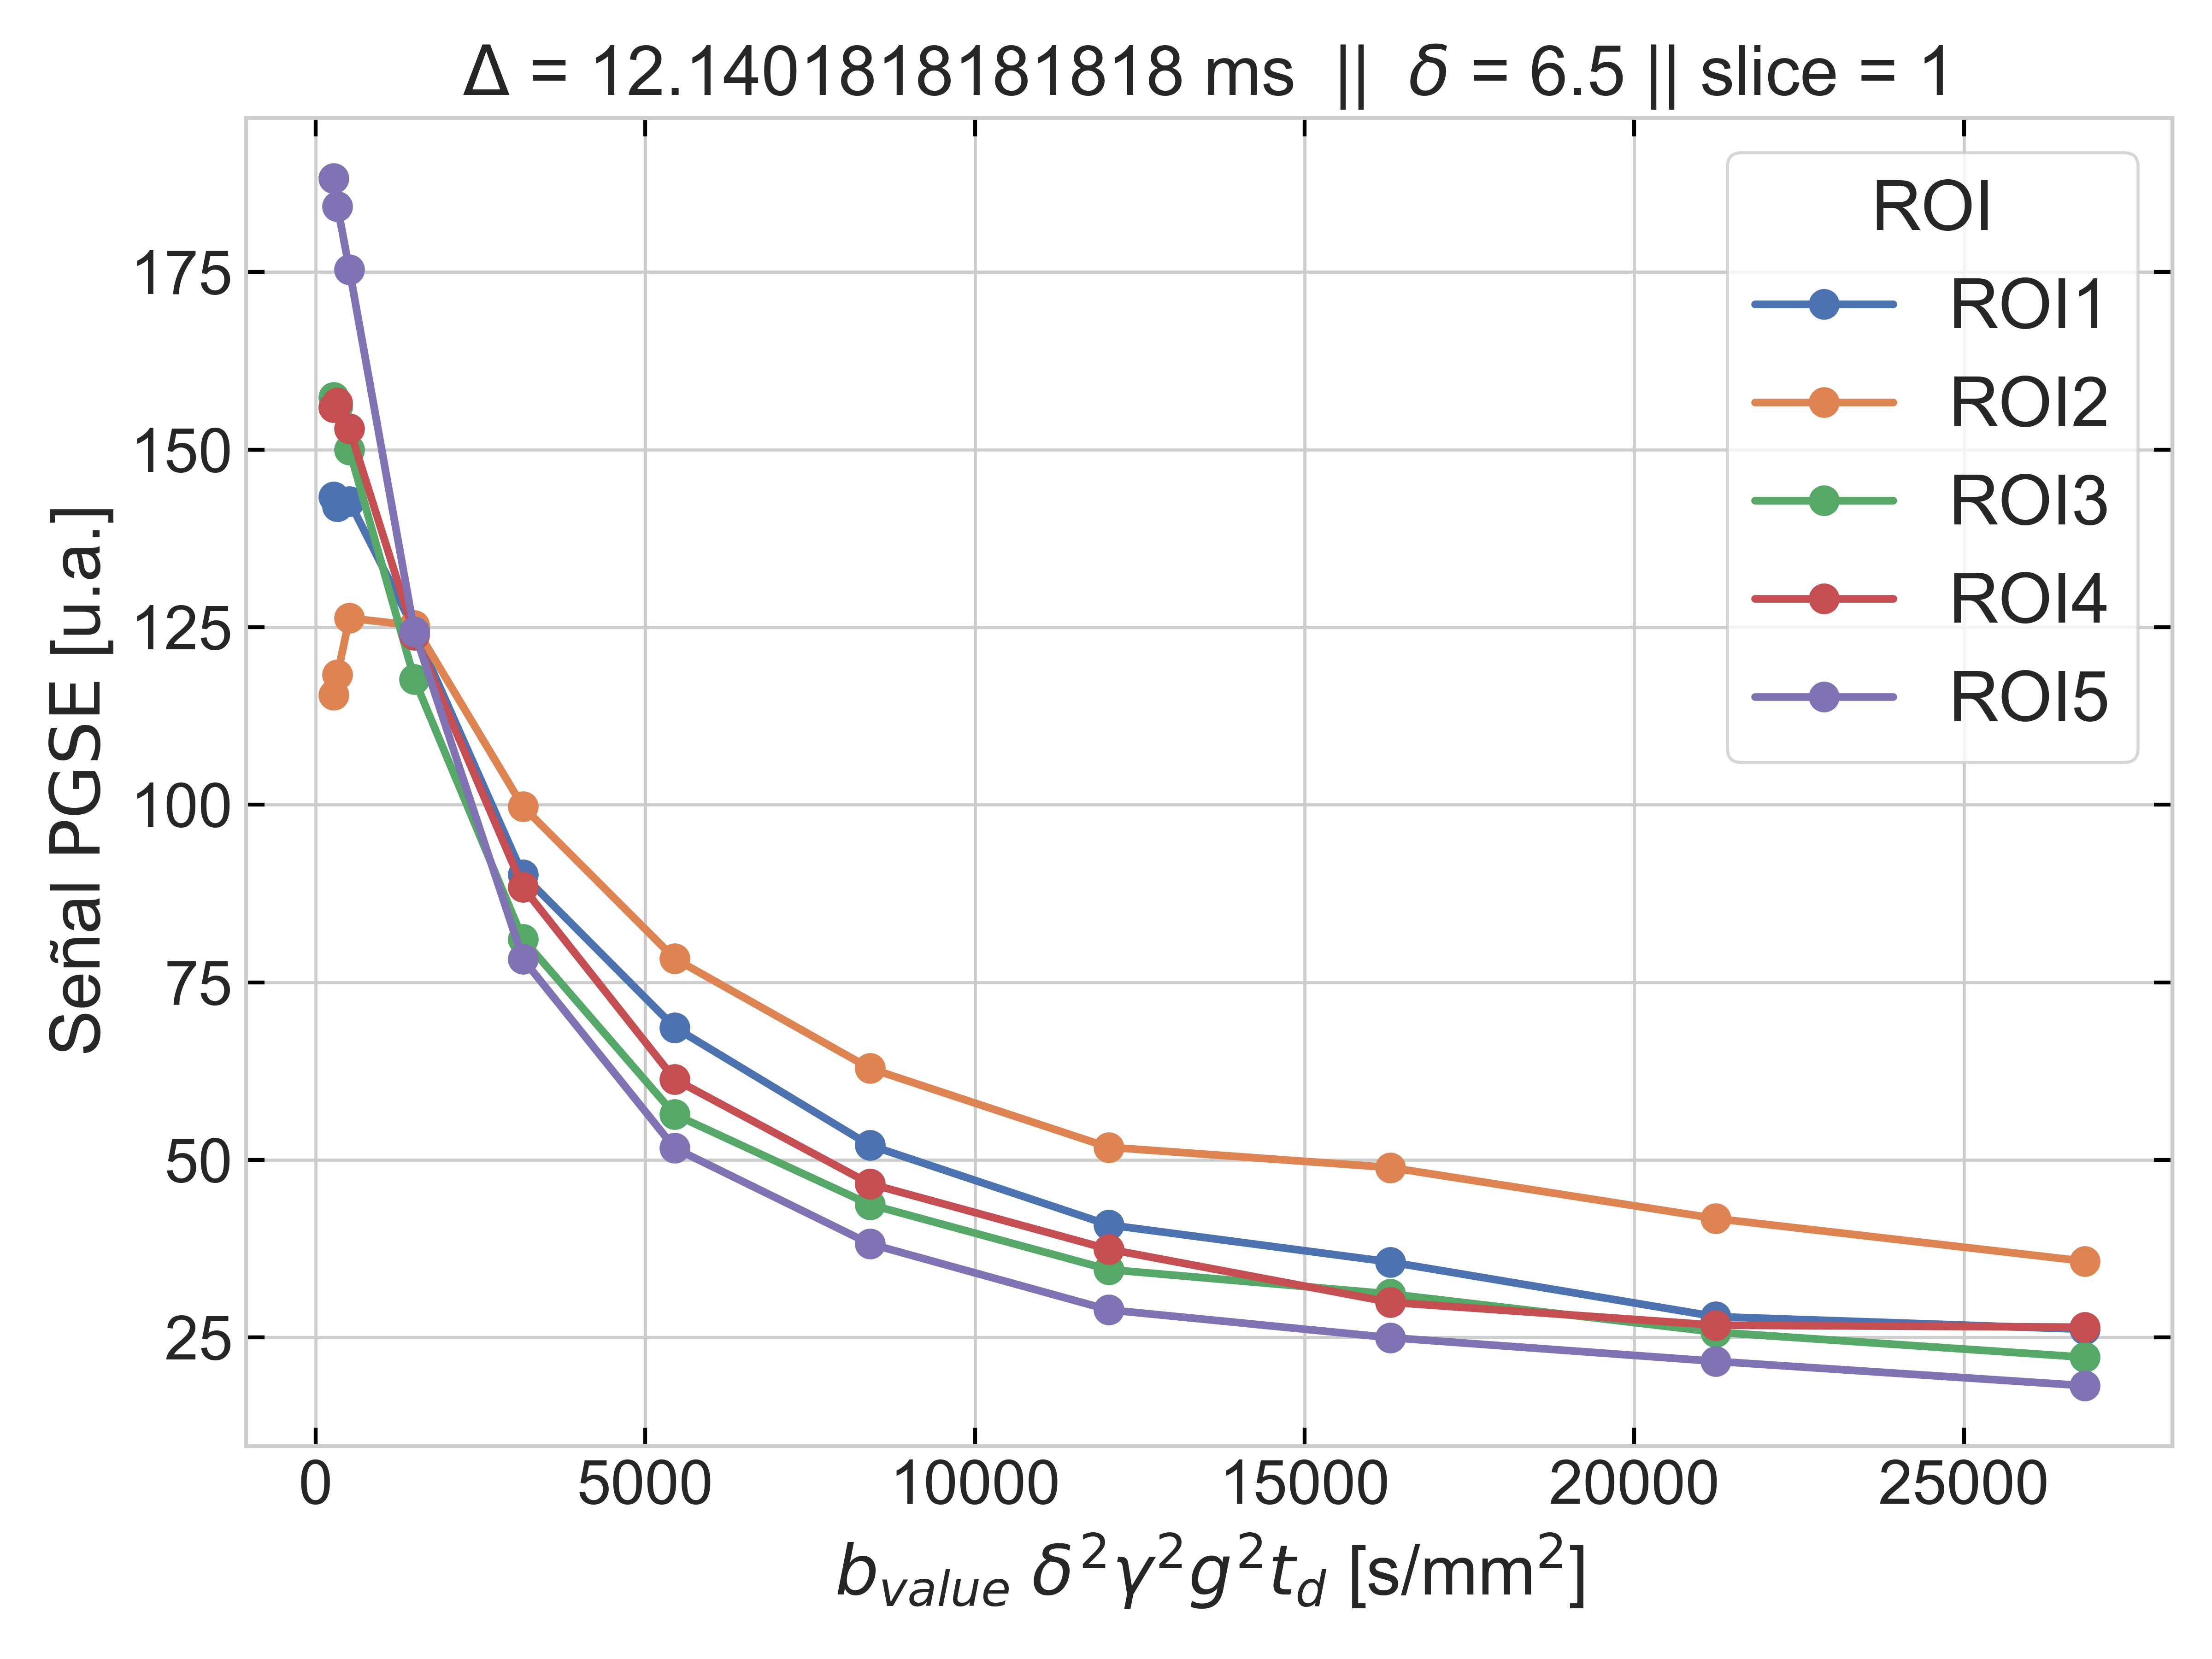 Δ = 12.1401818181818 ms || δ = 6.5 || slice = 1
Señal PGSE [u.a.]
175
150
125
100
75
50
25
ROI
ROI1
ROI2
ROI3
ROI4
ROI5
0 5000 10000 15000 20000 25000
b_value δ²γ²g²t_d [s/mm²]